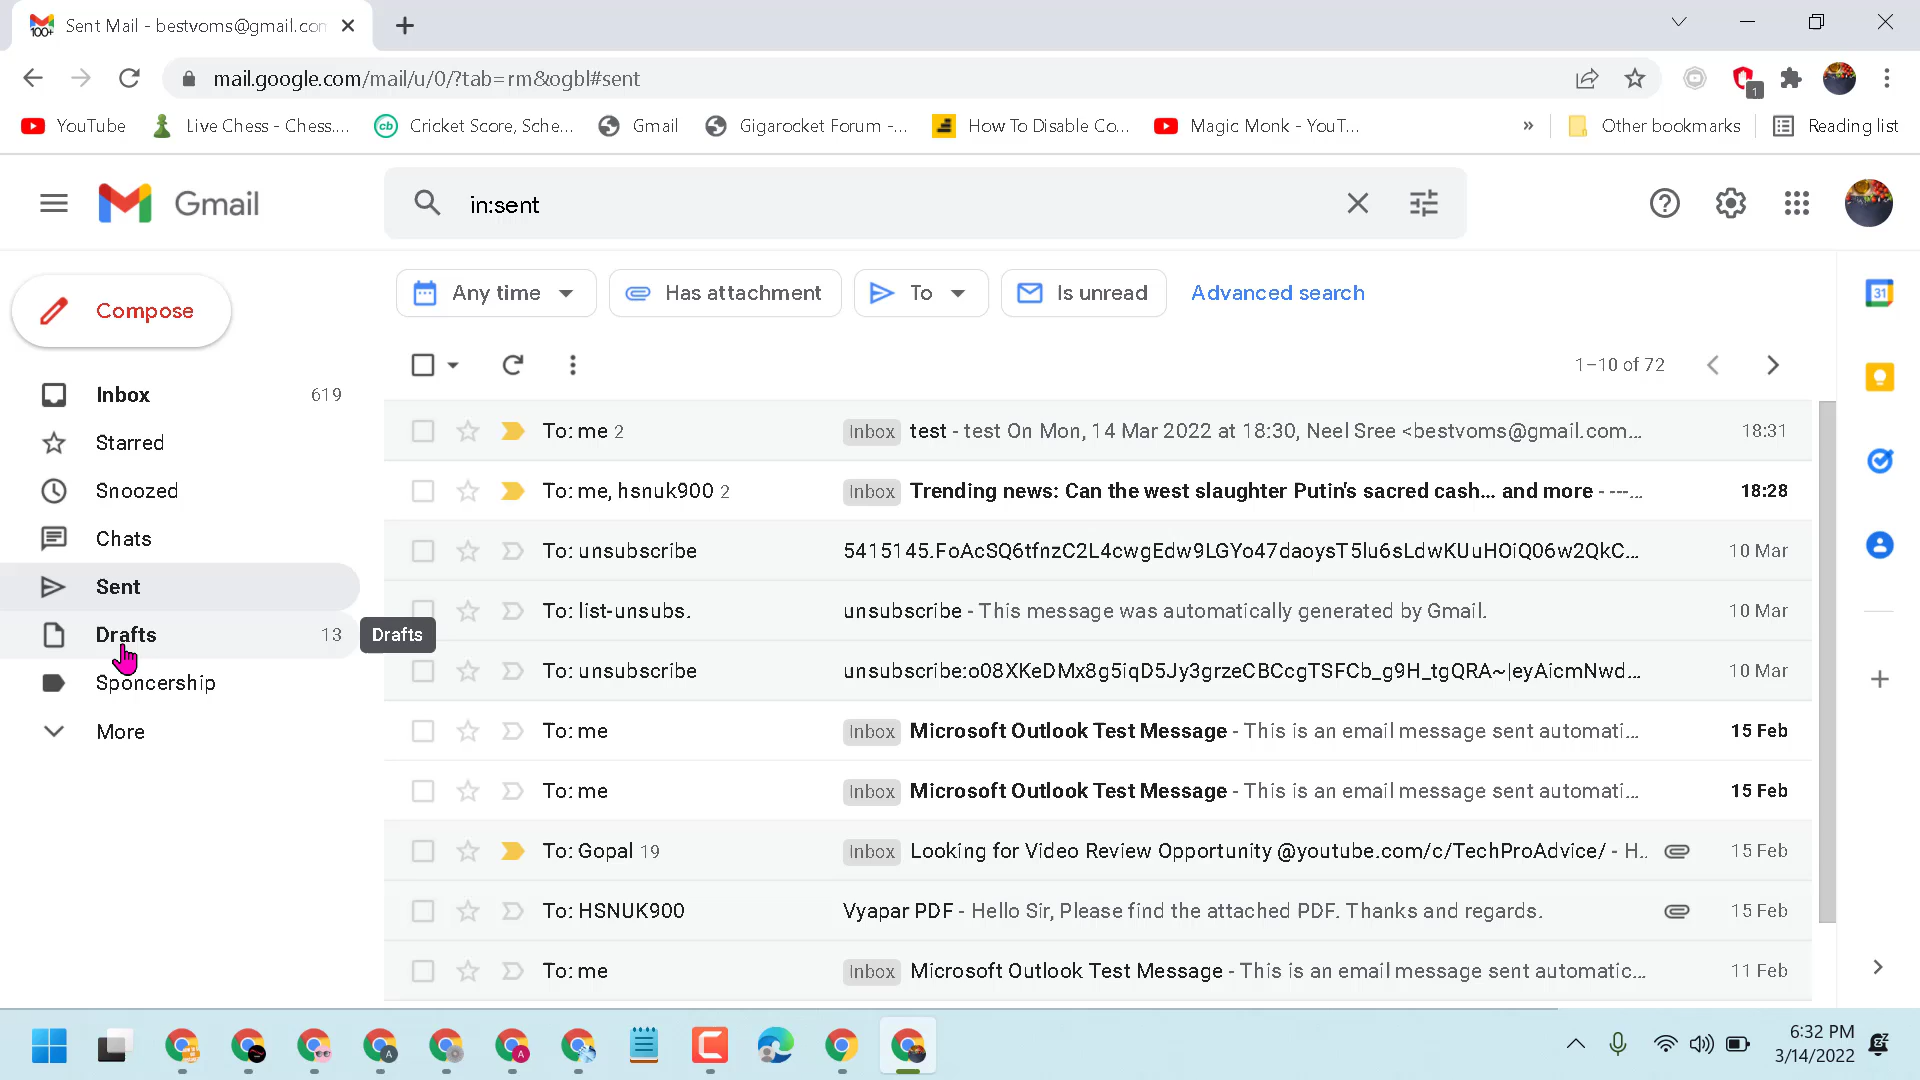 Sent Mail - bestvoms@gmail.con
mail.google.com/mail/u/0/?tab=rm&ogbl#sent
1
YouTube
Live Chess - Chess....
Cricket Score, Sche...
Gmail
Gigarocket Forum -...
How To Disable Co...
Magic Monk - YouT...
»
Other bookmarks
Reading list
Gmail
in:sent
Compose
Any time
Has attachment
To
Is unread
Advanced search
1–10 of 72
Inbox 619
Starred
Snoozed
Chats
Sent
Drafts 13
Drafts
Sponcership
More
To: me 2 Inbox test - test On Mon, 14 Mar 2022 at 18:30, Neel Sree <bestvoms@gmail.com... 18:31
To: me, hsnuk900 2 Inbox Trending news: Can the west slaughter Putin's sacred cash... and more - ---... 18:28
To: unsubscribe 5415145.FoAcSQ6tfnzC2L4cwgEdw9LGYo47daoysT5lu6sLdwKUuHOiQ06w2QkC... 10 Mar
To: list-unsubs. unsubscribe - This message was automatically generated by Gmail. 10 Mar
To: unsubscribe unsubscribe:o08XKeDMx8g5iqD5Jy3grzeCBCcgTSFCb_g9H_tgQRA~|eyAicmNwd... 10 Mar
To: me Inbox Microsoft Outlook Test Message - This is an email message sent automati... 15 Feb
To: me Inbox Microsoft Outlook Test Message - This is an email message sent automati... 15 Feb
To: Gopal 19 Inbox Looking for Video Review Opportunity @youtube.com/c/TechProAdvice/ - H.. 15 Feb
To: HSNUK900 Vyapar PDF - Hello Sir, Please find the attached PDF. Thanks and regards. 15 Feb
To: me Inbox Microsoft Outlook Test Message - This is an email message sent automatic... 11 Feb
31
6:32 PM
3/14/2022